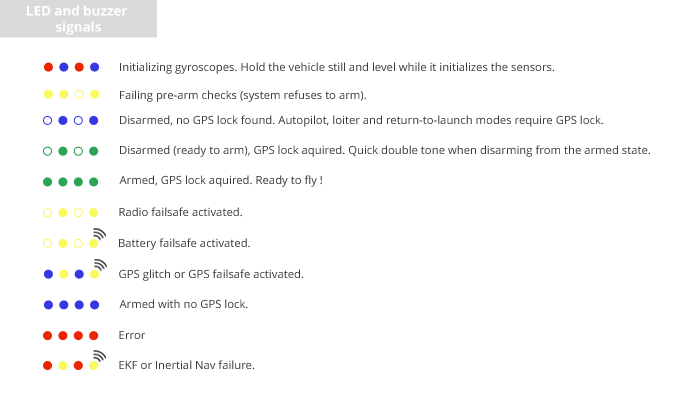 LED and buzzer
signals
Initializing gyroscopes. Hold the vehicle still and level while it initializes the sensors.
Failing pre-arm checks (system refuses to arm).
Disarmed, no GPS lock found. Autopilot, loiter and return-to-launch modes require GPS lock.
Disarmed (ready to arm), GPS lock aquired. Quick double tone when disarming from the armed state.
Armed, GPS lock aquired. Ready to fly !
Radio failsafe activated.
Battery failsafe activated.
GPS glitch or GPS failsafe activated.
Armed with no GPS lock.
Error
EKF or Inertial Nav failure.